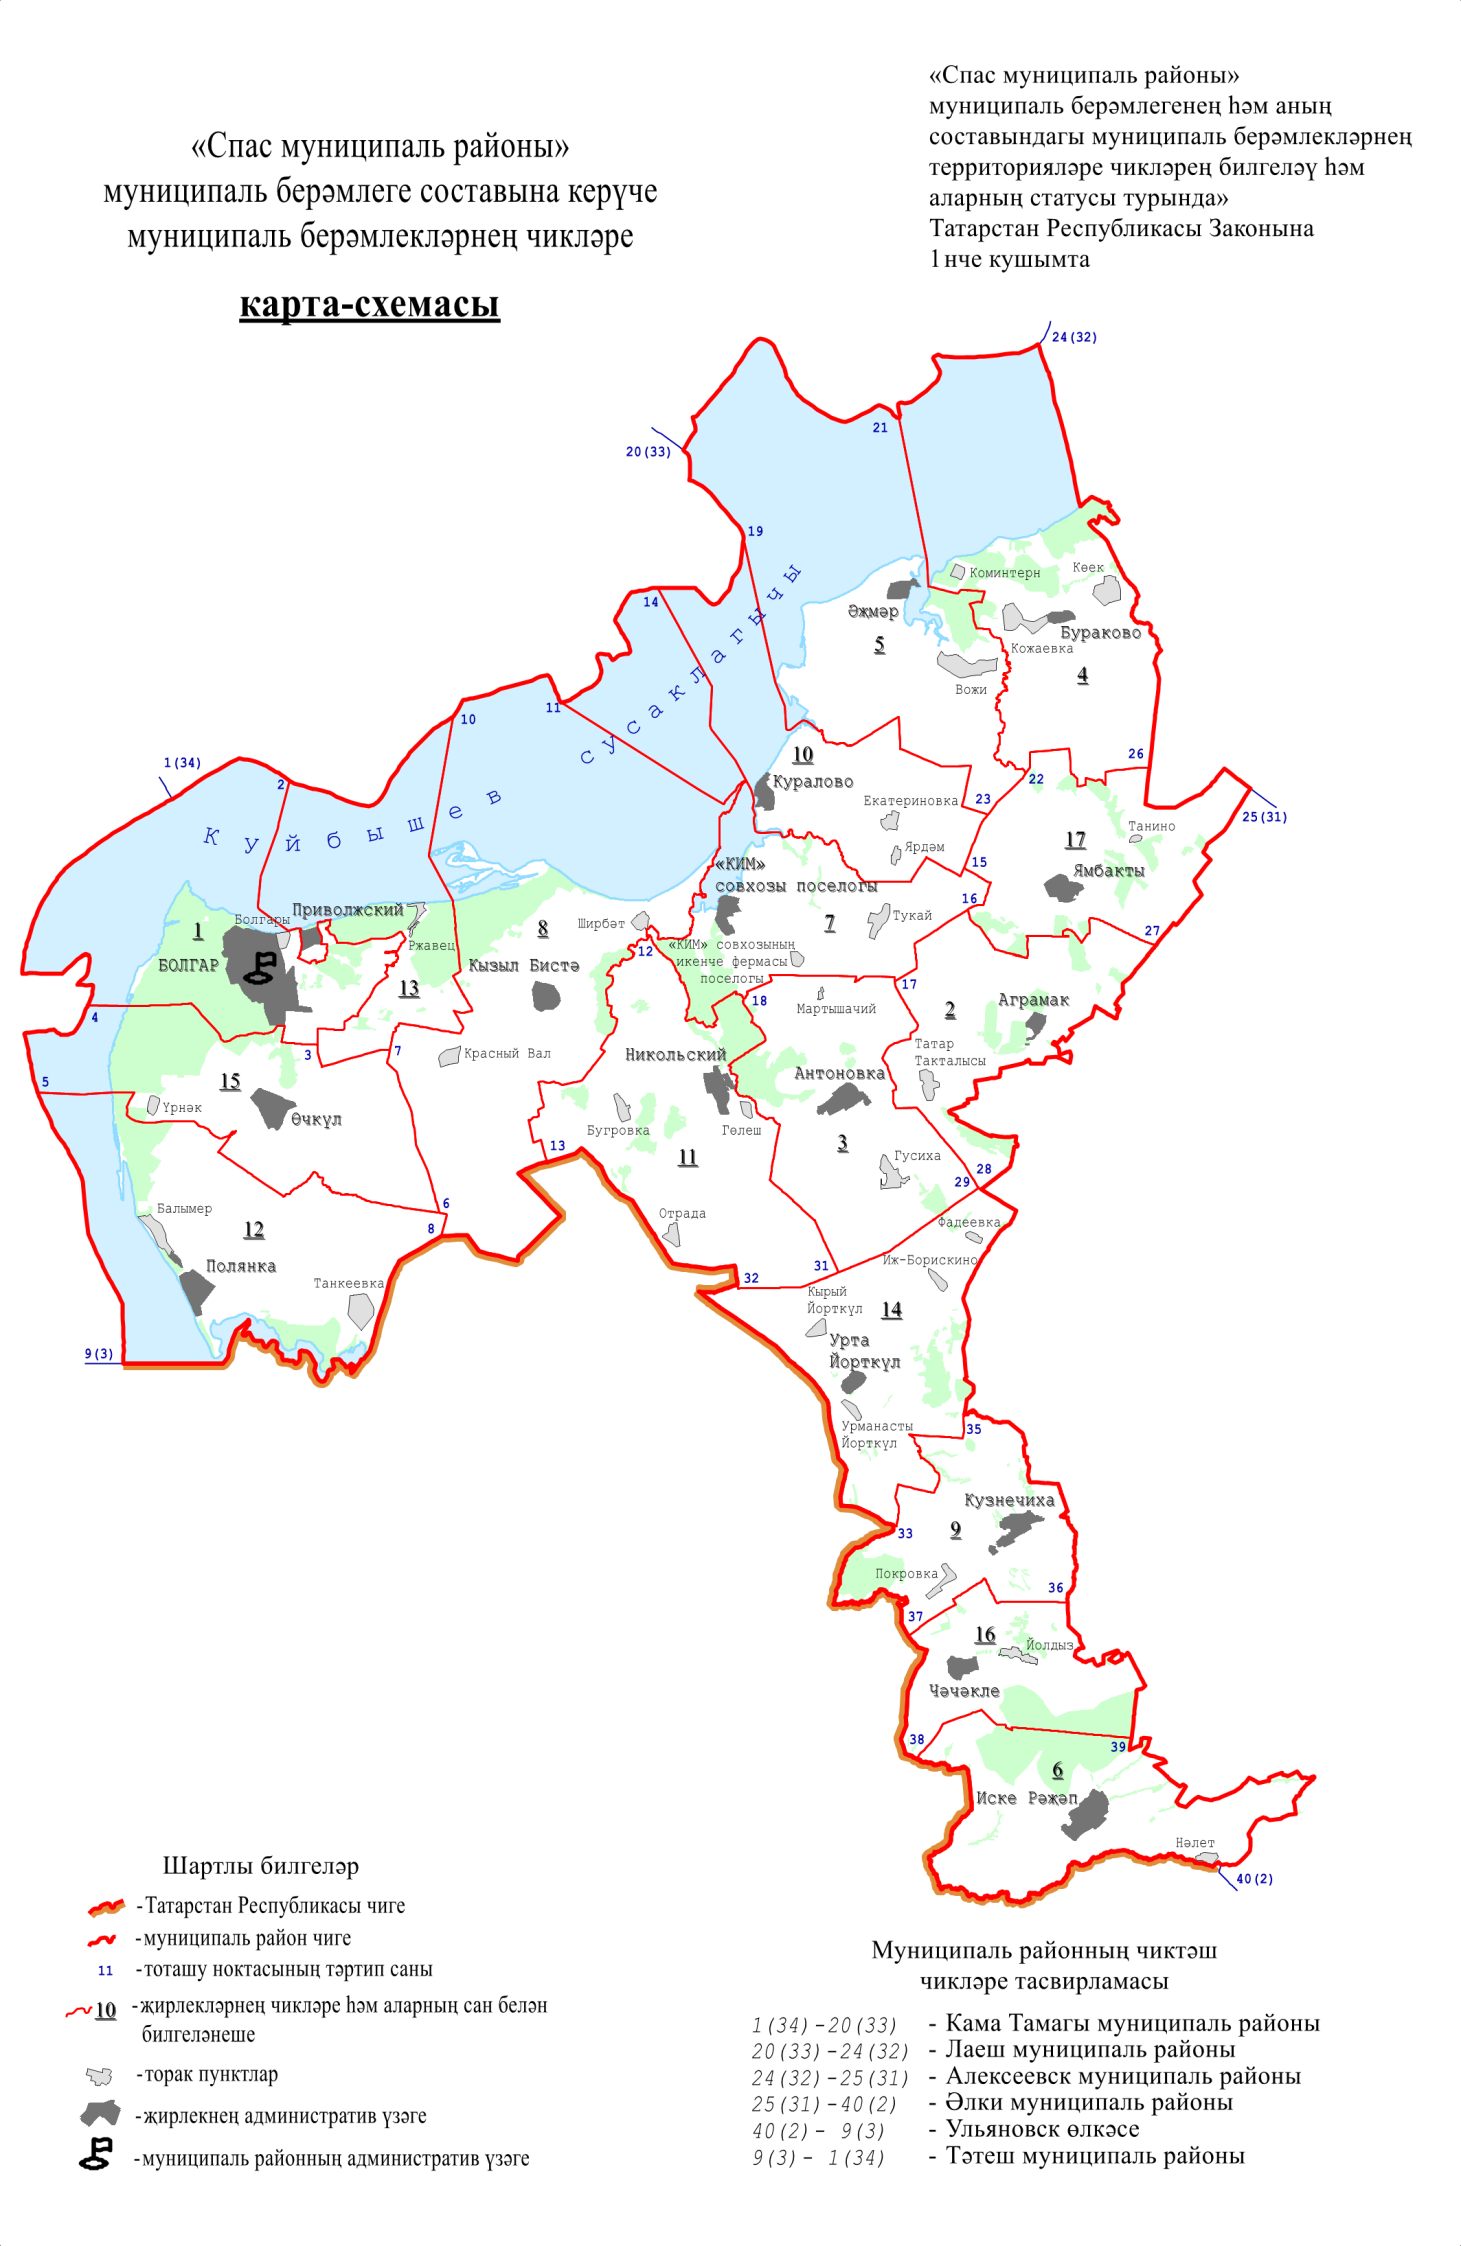 «Спас муниципаль районы»
муниципаль берәмлегенең һәм аның
составындагы муниципаль берәмлекләрнең
территорияләре чикләрең билгеләү һәм
аларның статусы турында»
Татарстан Республикасы Законына
1нче кушымта
«Спас муниципаль районы»
муниципаль берәмлеге составына керүче
муниципаль берәмлекләрнең чикләре
карта-схемасы
24(32)
21
20(33)
19
Коминтерн
Көек
Әҗмәр
14
Бураково
5
Кожаевка
4
Вожи
11
10
Куйбышев сусаклагычы
1(34)
2
10
Куралово
26
22
Екатериновка
23
25(31)
Танино
17
Ярдәм
15
Ямбакты
«КИМ»
совхозы поселогы
16
Болгары
Приволжский
1
8
Ширбәт
7
Тукай
27
Ржавец
12
«КИМ» совхозының
икенче фермасы
поселогы
БОЛГАР
Кызыл Бистә
13
17
18
Мартышачий
2
Аграмак
4
3
7
Красный Вал
Никольский
Татар
Такталысы
5
15
Антоновка
Үрнәк
Өчкүл
Бугровка
Гөлеш
13
11
3
Гусиха
28
29
6
Балымер
8
12
Отрада
Фадеевка
Полянка
Иж-Борискино
Танкеевка
32
31
Кырый
Йорткүл
14
9(3)
Урта
Йорткүл
Урманасты
Йорткүл
35
Кузнечиха
33
9
Покровка
36
37
16
Йолдыз
Чәчәкле
38
39
6
Иске Рәҗәп
Нәлет
40(2)
Шартлы билгеләр
-Татарстан Республикасы чиге
-муниципаль район чиге
11 -тоташу ноктасының тәртип саны
10 -җирлекләрнең чикләре һәм аларның сан белән
билгеләнеше
-торак пунктлар
-җирлекнең административ үзәге
-муниципаль районның административ үзәге
Муниципаль районның чиктәш
чикләре тасвирламасы
1(34)-20(33) - Кама Тамагы муниципаль районы
20(33)-24(32) - Лаеш муниципаль районы
24(32)-25(31) - Алексеевск муниципаль районы
25(31)-40(2) - Әлки муниципаль районы
40(2)- 9(3) - Ульяновск өлкәсе
9(3)- 1(34) - Тәтеш муниципаль районы